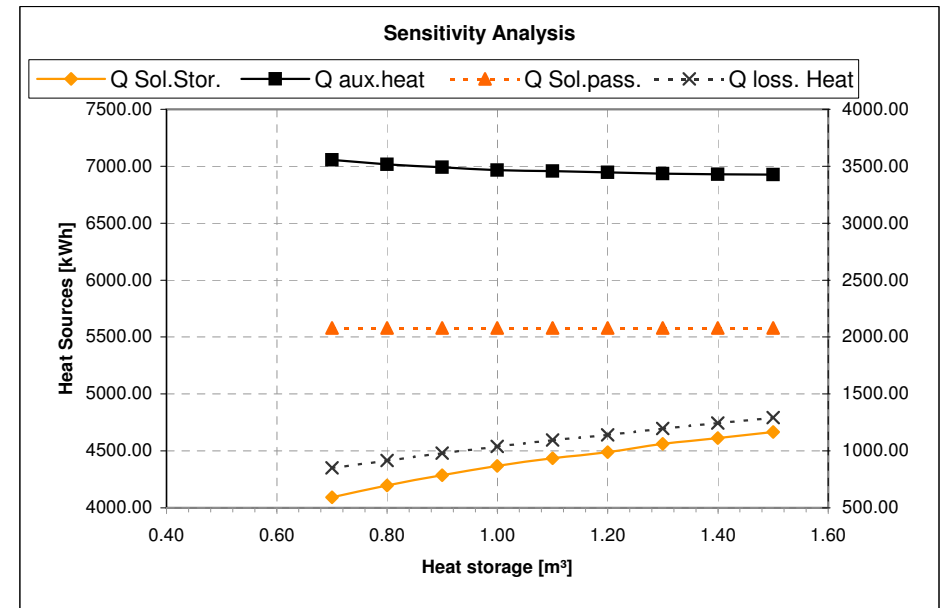 Sensitivity Analysis
Q Sol.Stor. Q aux.heat Q Sol.pass. Q loss. Heat
7500.00 4000.00
7000.00 3500.00
6500.00 3000.00
6000.00 2500.00
5500.00 2000.00
5000.00 1500.00
4500.00 1000.00
4000.00 500.00
Heat Sources [kWh]
0.40 0.60 0.80 1.00 1.20 1.40 1.60
Heat storage [m³]